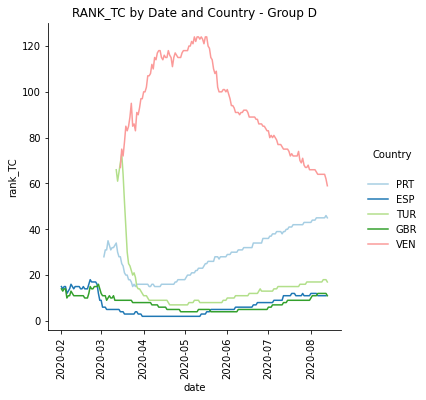 RANK_TC by Date and Country - Group D
120
100
80
60
40
20
0
rank_TC
2020-02
2020-03
2020-04
2020-05
2020-06
2020-07
2020-08
date
Country
PRT
ESP
TUR
GBR
VEN